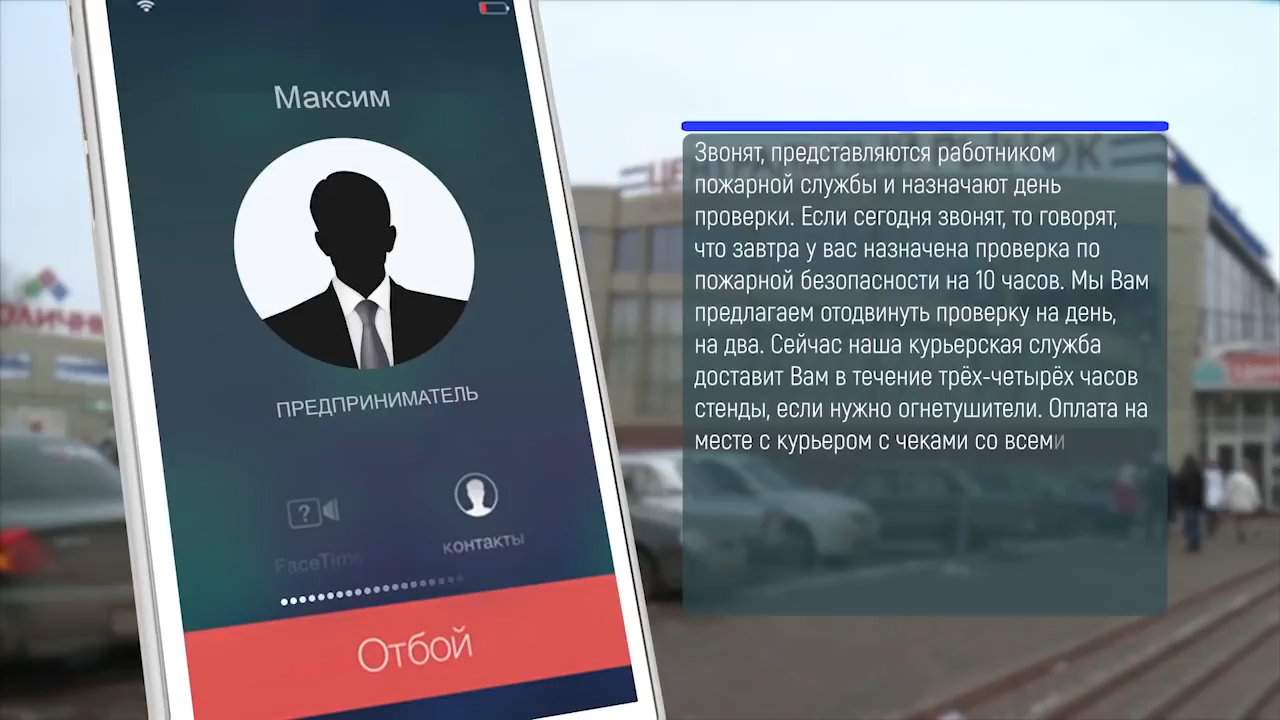 Максим
ПРЕДПРИНИМАТЕЛЬ
FaceTime
контакты
Отбой
Звонят, представляются работником
пожарной службы и назначают день
проверки. Если сегодня звонят, то говорят,
что завтра у вас назначена проверка по
пожарной безопасности на 10 часов. Мы Вам
предлагаем отодвинуть проверку на день,
на два. Сейчас наша курьерская служба
доставит Вам в течение трёх-четырёх часов
стенды, если нужно огнетушители. Оплата на
месте с курьером с чеками со всеми